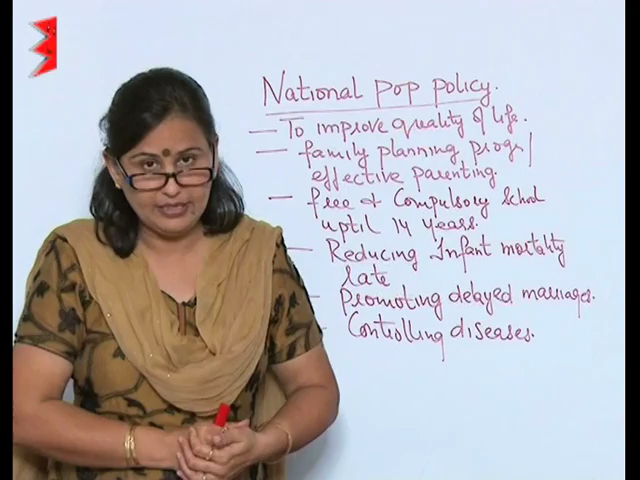 National pop policy.
— To improve quality of life.
— family planning progr/
effective parenting.
- free & Compulsory School
uptil 14 years.
- Reducing Infant mortality
rate
- Promoting delayed marriages.
- Controlling diseases.